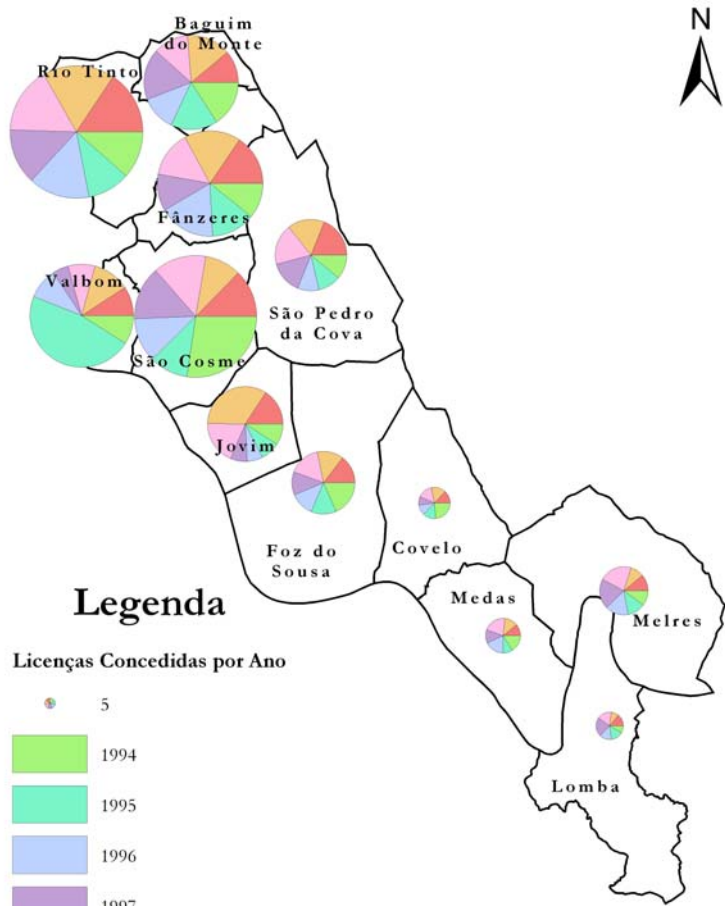 N
Baguim
do Monte
Rio Tinto
Fânzeres
Valbom
São Pedro
da Cova
São Cosme
Jovim
Foz do
Sousa
Covelo
Medas
Melres
Lomba
Legenda
Licenças Concedidas por Ano
5
1994
1995
1996
1997